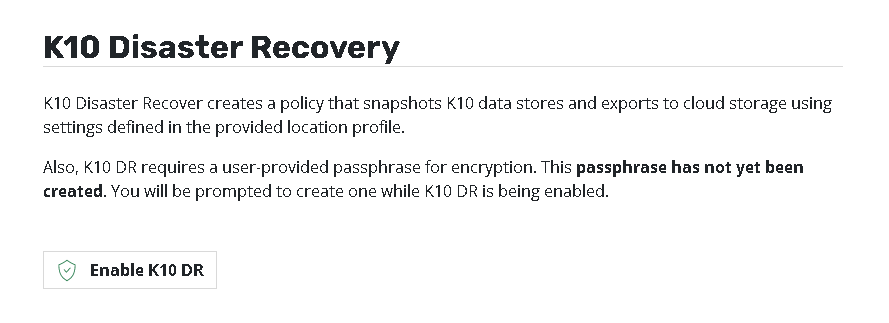 K10 Disaster Recovery
K10 Disaster Recover creates a policy that snapshots K10 data stores and exports to cloud storage using
settings defined in the provided location profile.
Also, K10 DR requires a user-provided passphrase for encryption. This passphrase has not yet been
created. You will be prompted to create one while K10 DR is being enabled.
Enable K10 DR